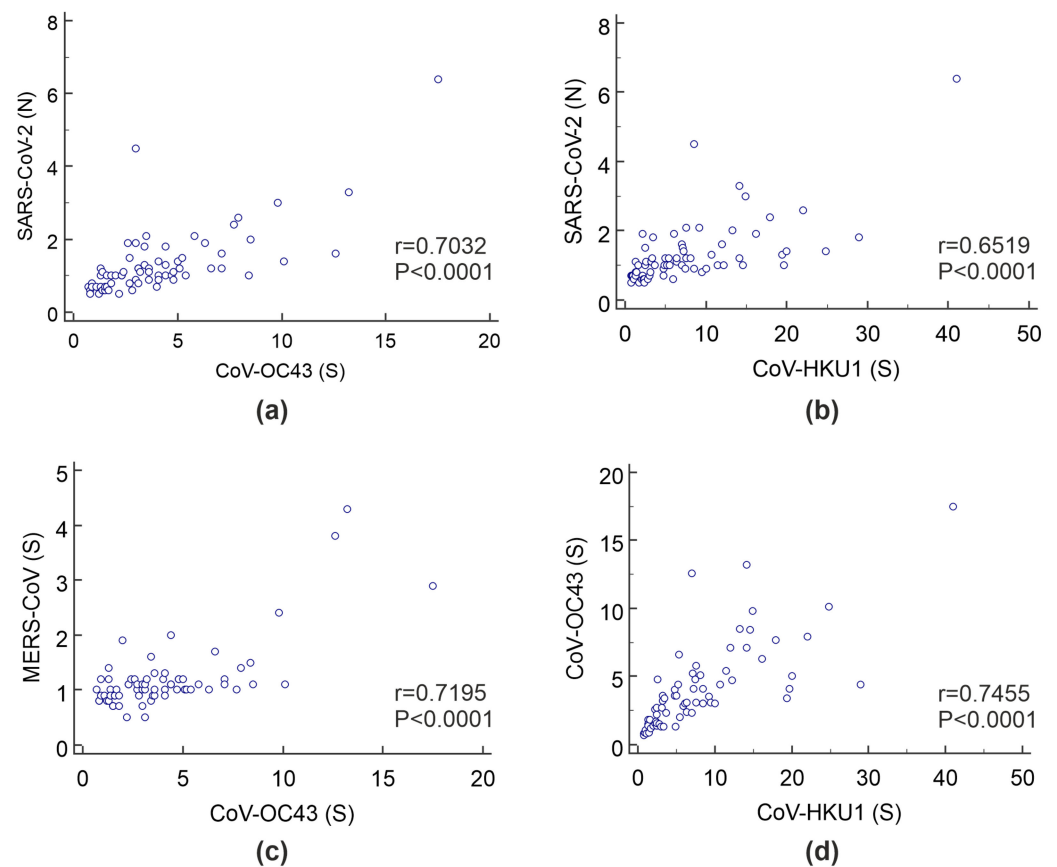 8
6
4
2
0
SARS-CoV-2 (N)
r=0.7032
P<0.0001
0 5 10 15 20
CoV-OC43 (S)
(a)
8
6
4
2
0
SARS-CoV-2 (N)
r=0.6519
P<0.0001
0 10 20 30 40 50
CoV-HKU1 (S)
(b)
5
4
3
2
1
0
MERS-CoV (S)
r=0.7195
P<0.0001
0 5 10 15 20
CoV-OC43 (S)
(c)
20
15
10
5
0
CoV-OC43 (S)
r=0.7455
P<0.0001
0 10 20 30 40 50
CoV-HKU1 (S)
(d)